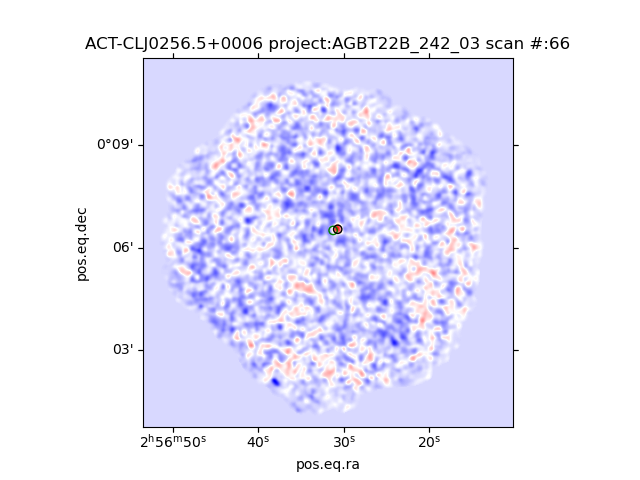 ACT-CLJ0256.5+0006 project:AGBT22B_242_03 scan #:66
0°09'
06'
03'
pos.eq.dec
2ʰ56ᵐ50ˢ 40ˢ 30ˢ 20ˢ
pos.eq.ra